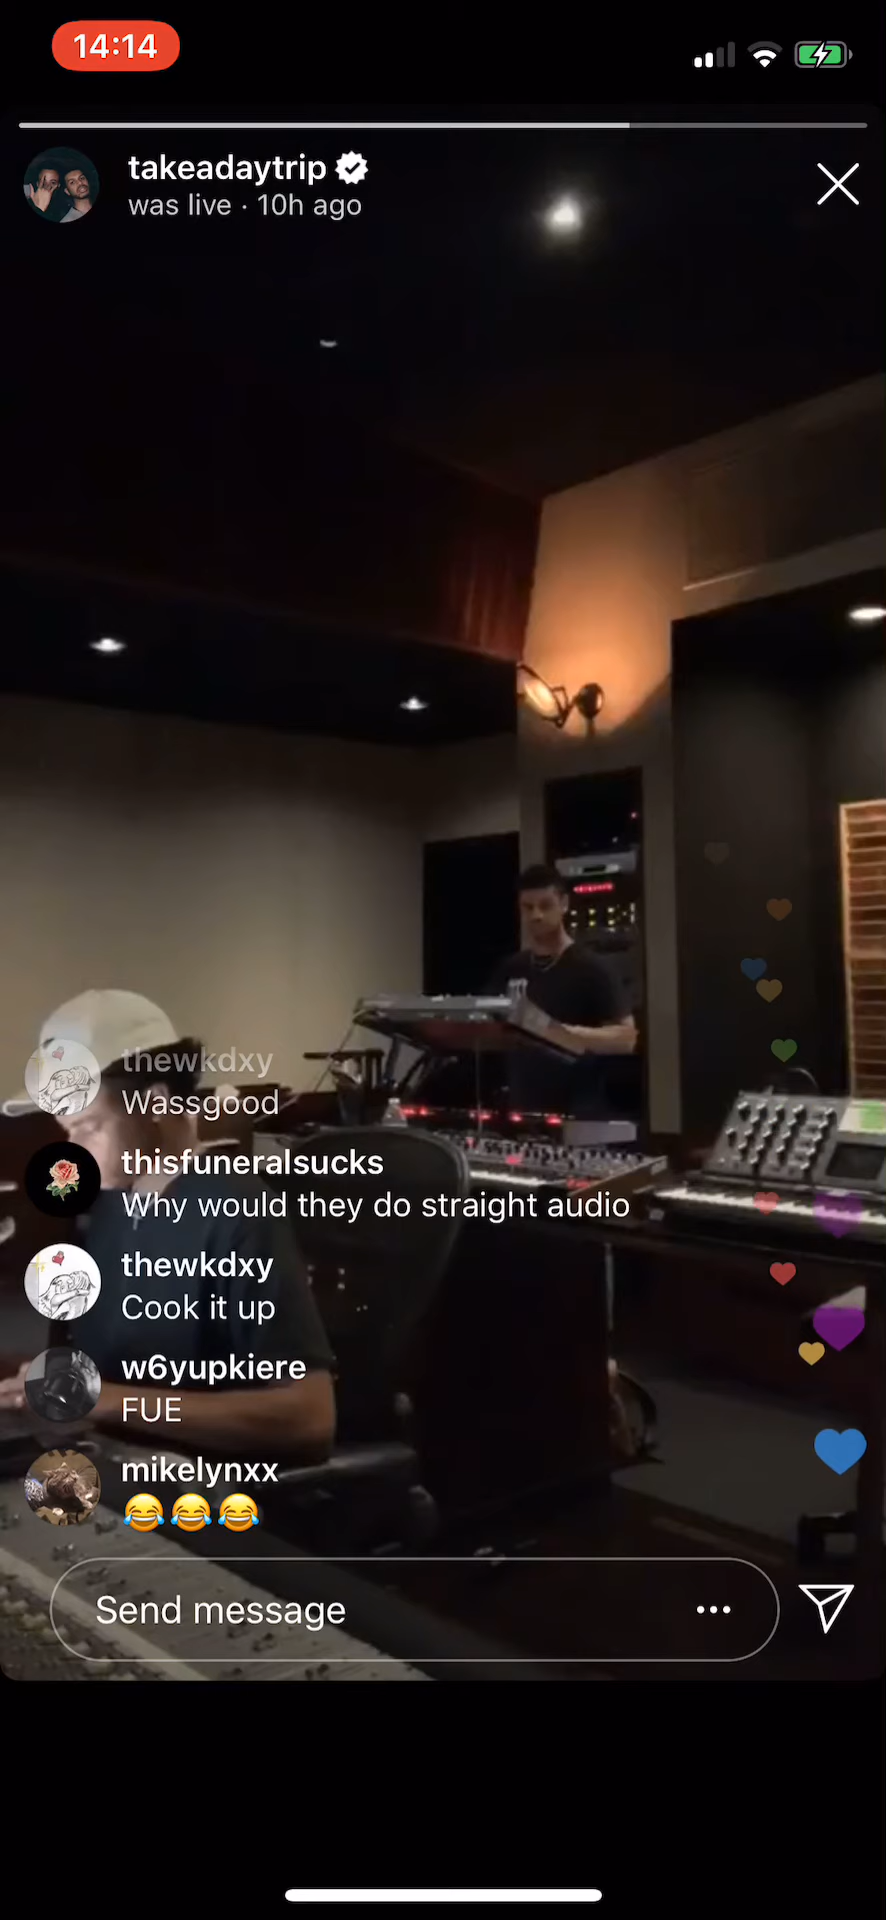 14:14
takeadaytrip
was live · 10h ago
thewkdxy
Wassgood
thisfuneralsucks
Why would they do straight audio
thewkdxy
Cook it up
w6yupkiere
FUE
mikelynxx
😂😂😂
Send message